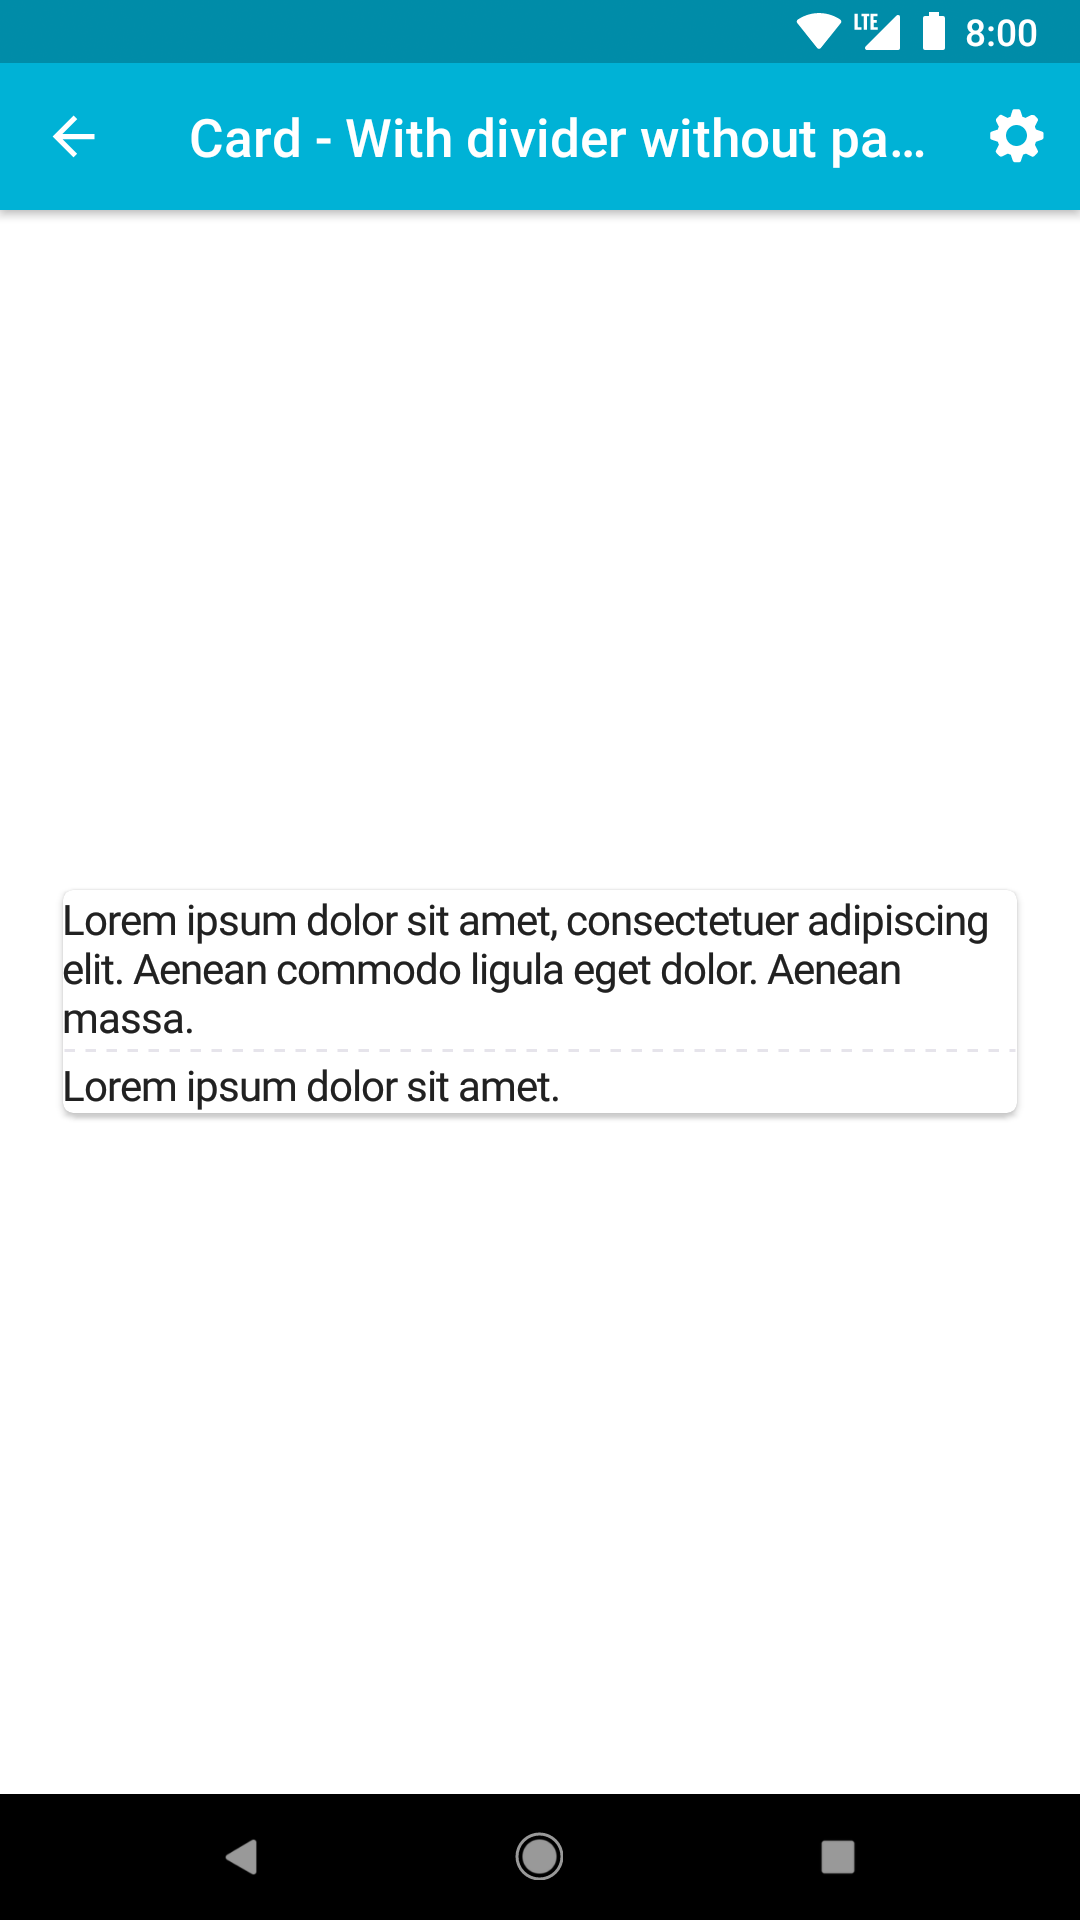 LTE 8:00
Card - With divider without pa...
Lorem ipsum dolor sit amet, consectetuer adipiscing
elit. Aenean commodo ligula eget dolor. Aenean
massa.
Lorem ipsum dolor sit amet.